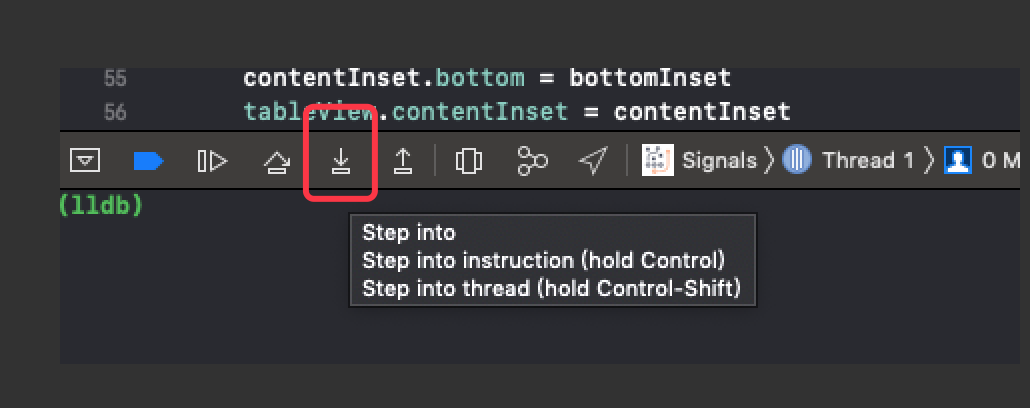 55 contentInset.bottom = bottomInset
56 tableView.contentInset = contentInset
Signals 〉 Thread 1 〉 0 M
(lldb)
Step into
Step into instruction (hold Control)
Step into thread (hold Control-Shift)